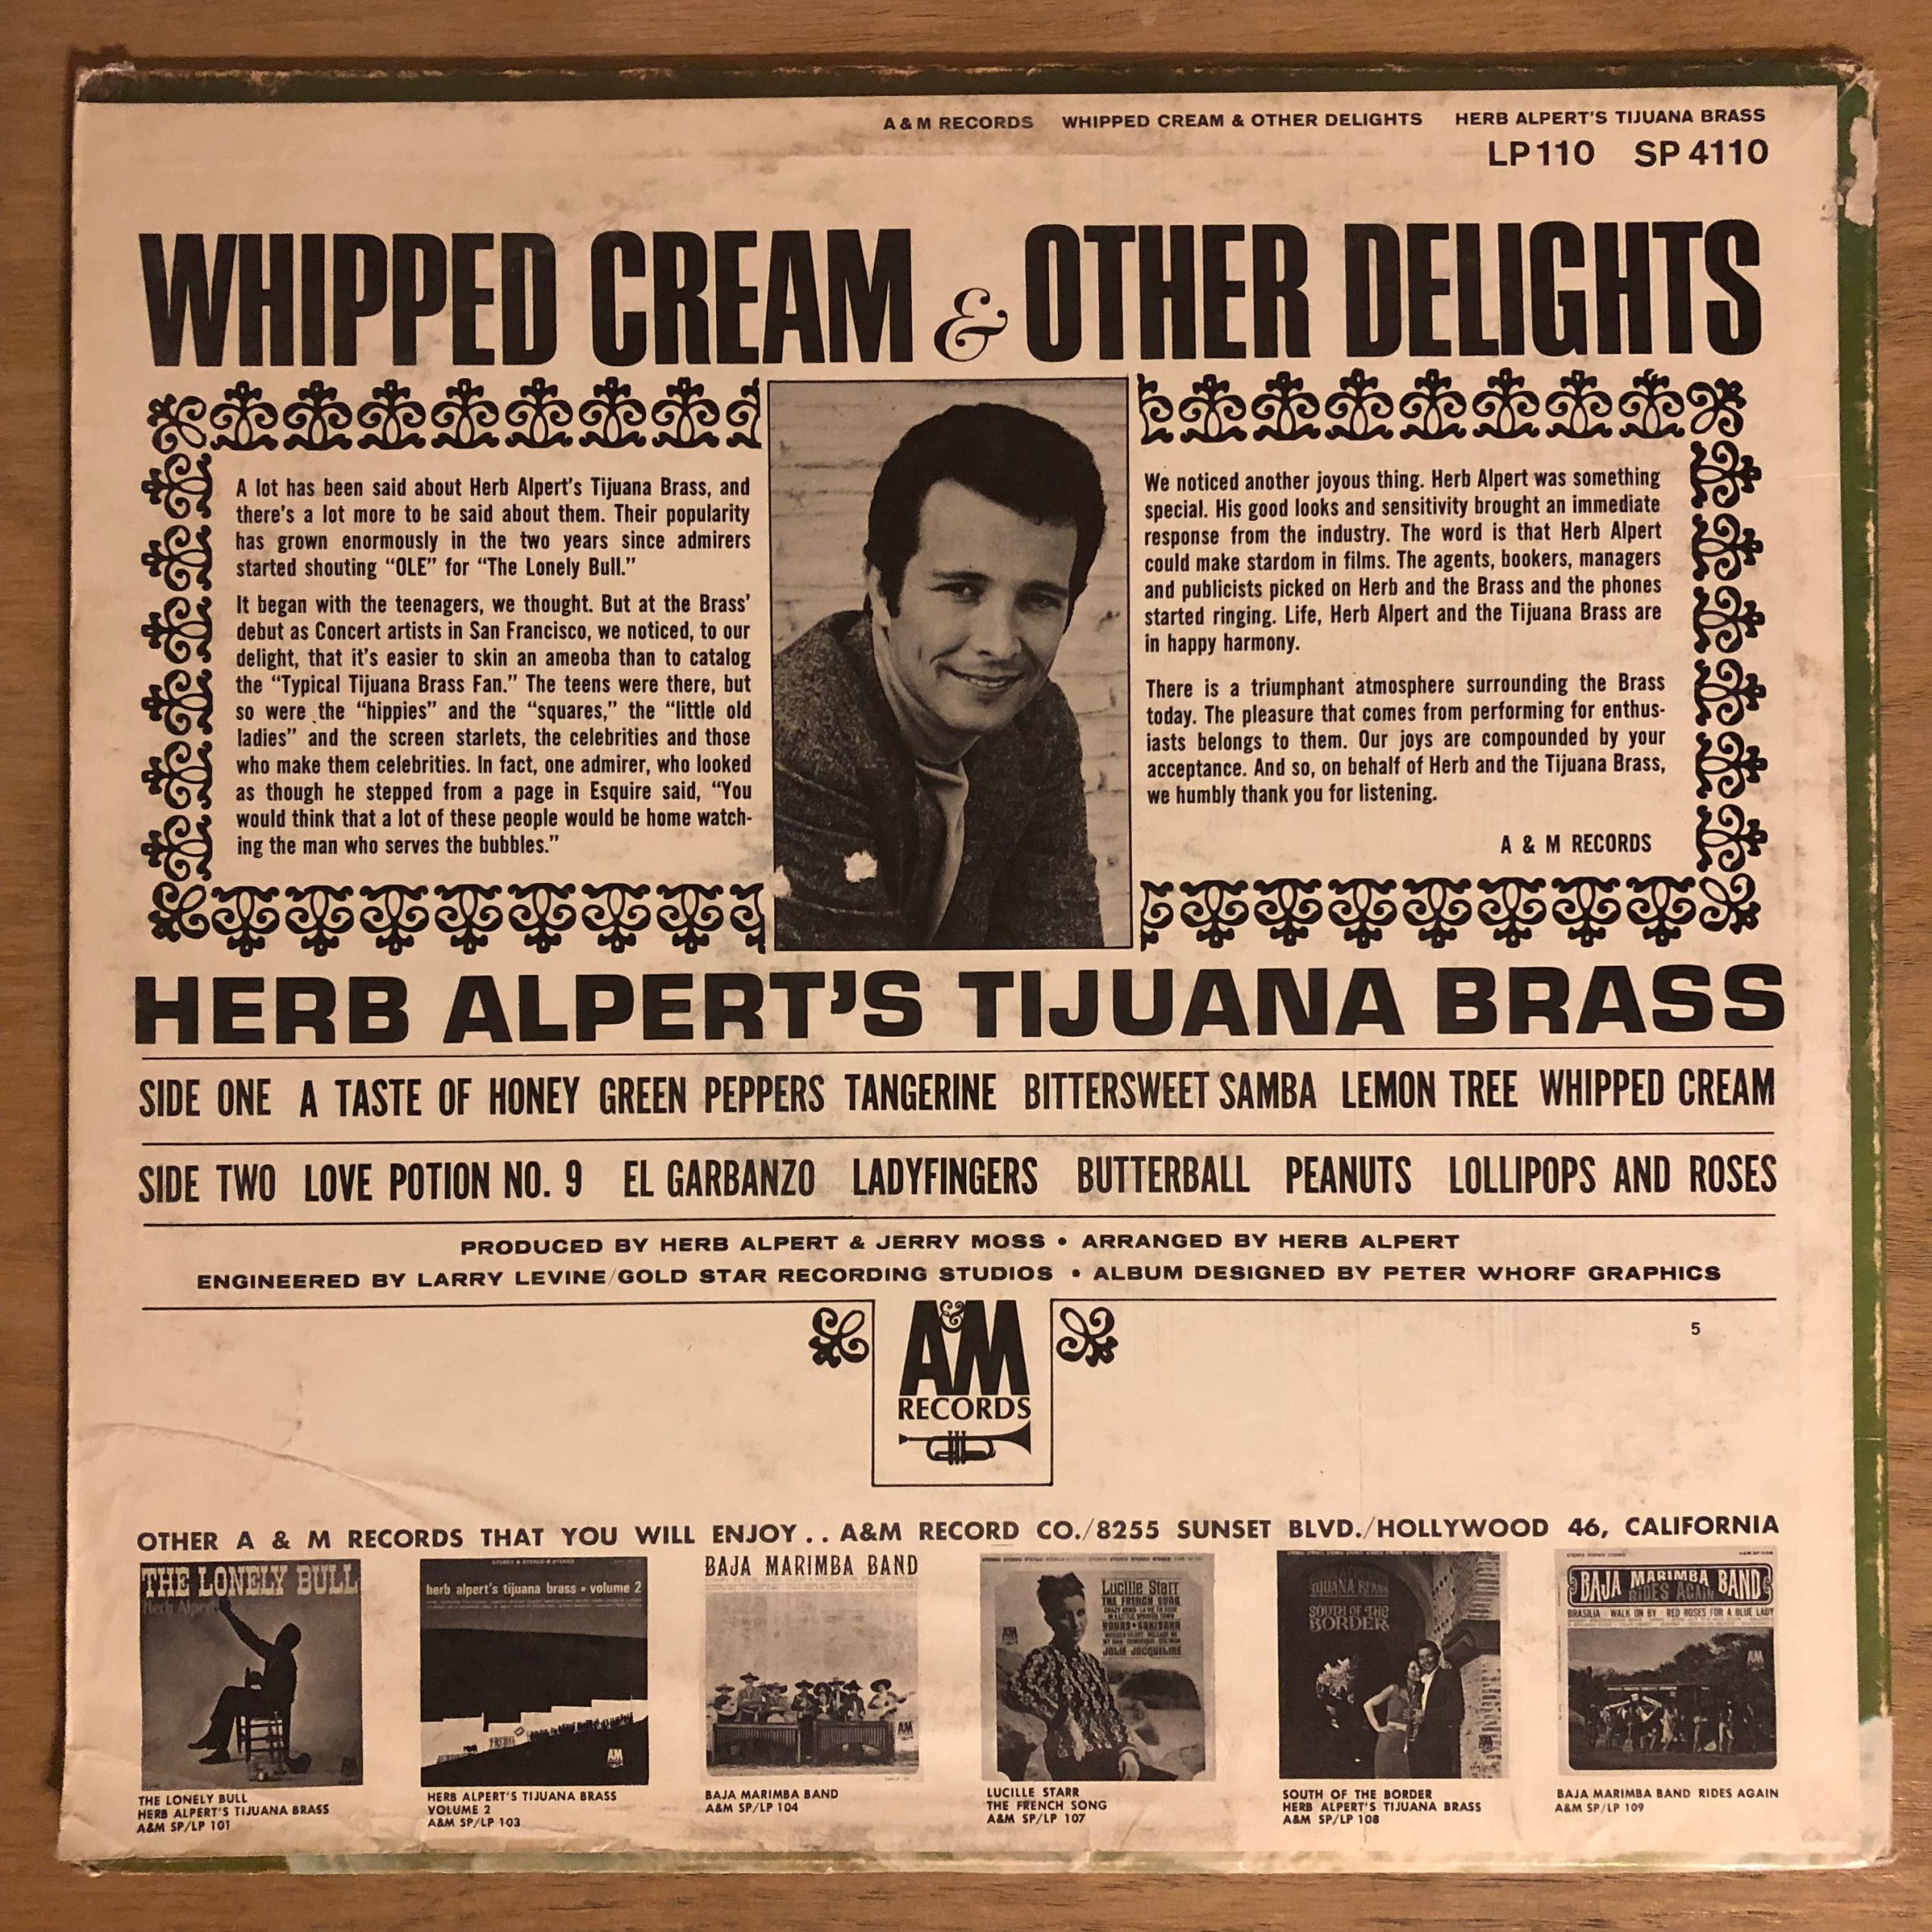 A & M RECORDS WHIPPED CREAM & OTHER DELIGHTS HERB ALPERT'S TIJUANA BRASS
LP 110 SP 4110
WHIPPED CREAM & OTHER DELIGHTS
A lot has been said about Herb Alpert's Tijuana Brass, and
there's a lot more to be said about them. Their popularity
has grown enormously in the two years since admirers
started shouting “OLE” for “The Lonely Bull.”
It began with the teenagers, we thought. But at the Brass'
debut as Concert artists in San Francisco, we noticed, to our
delight, that it's easier to skin an ameoba than to catalog
the “Typical Tijuana Brass Fan.” The teens were there, but
so were the “hippies” and the “squares,” the “little old
ladies” and the screen starlets, the celebrities and those
who make them celebrities. In fact, one admirer, who looked
as though he stepped from a page in Esquire said, “You
would think that a lot of these people would be home watch-
ing the man who serves the bubbles.”
We noticed another joyous thing. Herb Alpert was something
special. His good looks and sensitivity brought an immediate
response from the industry. The word is that Herb Alpert
could make stardom in films. The agents, bookers, managers
and publicists picked on Herb and the Brass and the phones
started ringing. Life, Herb Alpert and the Tijuana Brass are
in happy harmony.
There is a triumphant atmosphere surrounding the Brass
today. The pleasure that comes from performing for enthus-
iasts belongs to them. Our joys are compounded by your
acceptance. And so, on behalf of Herb and the Tijuana Brass,
we humbly thank you for listening.
A & M RECORDS
HERB ALPERT'S TIJUANA BRASS
SIDE ONE A TASTE OF HONEY GREEN PEPPERS TANGERINE BITTERSWEET SAMBA LEMON TREE WHIPPED CREAM
SIDE TWO LOVE POTION NO. 9 EL GARBANZO LADYFINGERS BUTTERBALL PEANUTS LOLLIPOPS AND ROSES
PRODUCED BY HERB ALPERT & JERRY MOSS • ARRANGED BY HERB ALPERT
ENGINEERED BY LARRY LEVINE/GOLD STAR RECORDING STUDIOS • ALBUM DESIGNED BY PETER WHORF GRAPHICS
A&M
RECORDS
5
OTHER A & M RECORDS THAT YOU WILL ENJOY . . A&M RECORD CO./8255 SUNSET BLVD./HOLLYWOOD 46, CALIFORNIA
THE LONELY BULL
Herb Alpert
herb alpert's tijuana brass • volume 2
A&M
BAJA MARIMBA BAND
A&M
Lucille Starr
THE FRENCH SONG
YOURS
JOLIE JACQUELINE
TIJUANA BRASS
SOUTH OF THE
BORDER
BAJA MARIMBA BAND
RIDES AGAIN
BRASILIA WALK ON BY RED ROSES FOR A BLUE LADY
A&M
THE LONELY BULL
HERB ALPERT'S TIJUANA BRASS
A&M SP/LP 101
HERB ALPERT'S TIJUANA BRASS
VOLUME 2
A&M SP/LP 103
BAJA MARIMBA BAND
A&M SP/LP 104
LUCILLE STARR
THE FRENCH SONG
A&M SP/LP 107
SOUTH OF THE BORDER
HERB ALPERT'S TIJUANA BRASS
A&M SP/LP 108
BAJA MARIMBA BAND RIDES AGAIN
A&M SP/LP 109